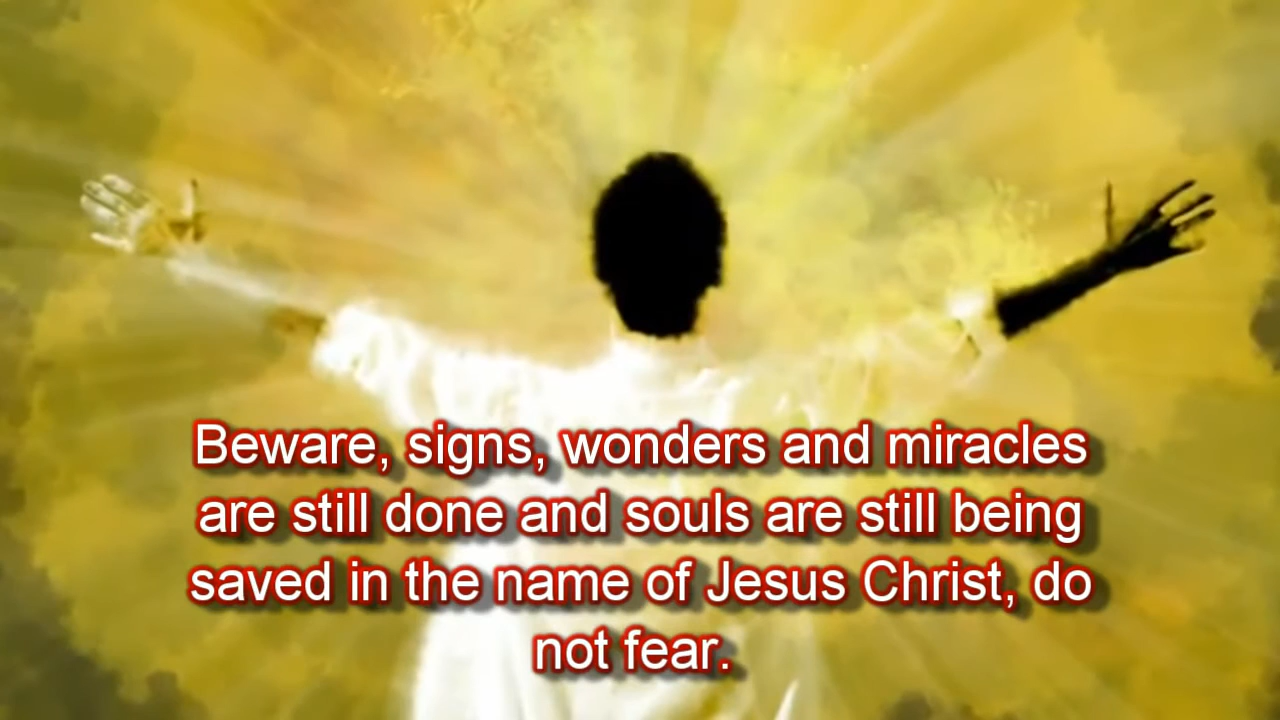 Beware, signs, wonders and miracles
are still done and souls are still being
saved in the name of Jesus Christ, do
not fear.